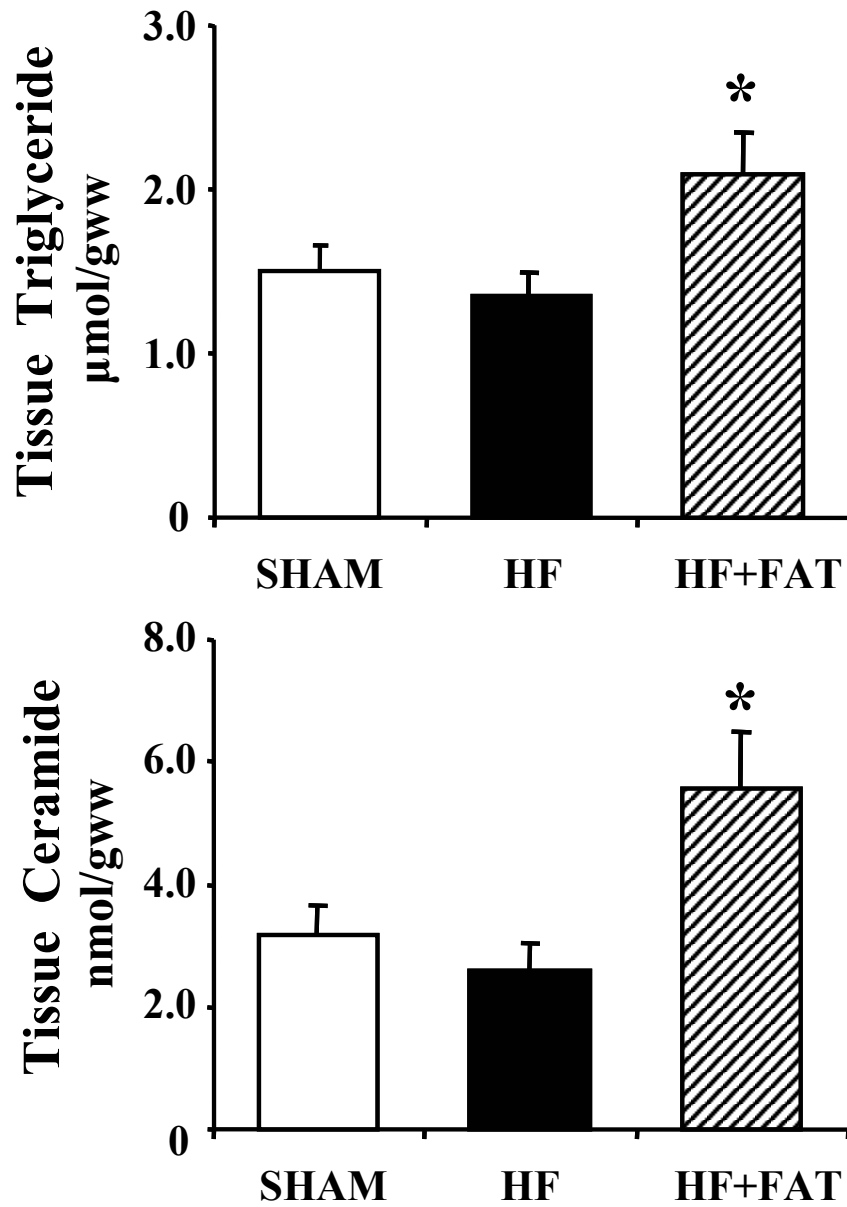 Tissue Triglyceride
µmol/gww
3.0
2.0
1.0
0
*
SHAM HF HF+FAT
Tissue Ceramide
nmol/gww
8.0
6.0
4.0
2.0
0
*
SHAM HF HF+FAT